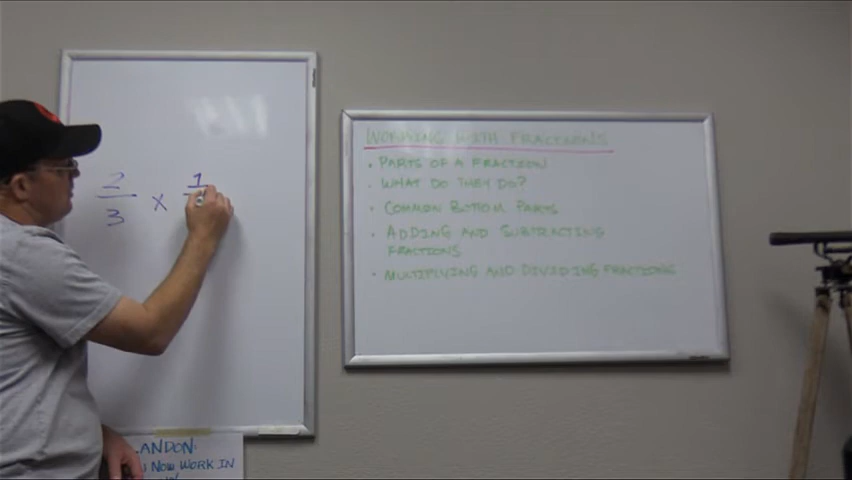 2
3
x
1
WORKING WITH FRACTIONS
• PARTS OF A FRACTION
• WHAT DO THEY DO?
• COMMON BOTTOM PARTS
• ADDING AND SUBTRACTING
FRACTIONS
• MULTIPLYING AND DIVIDING FRACTIONS
LANDON:
NOW WORK IN